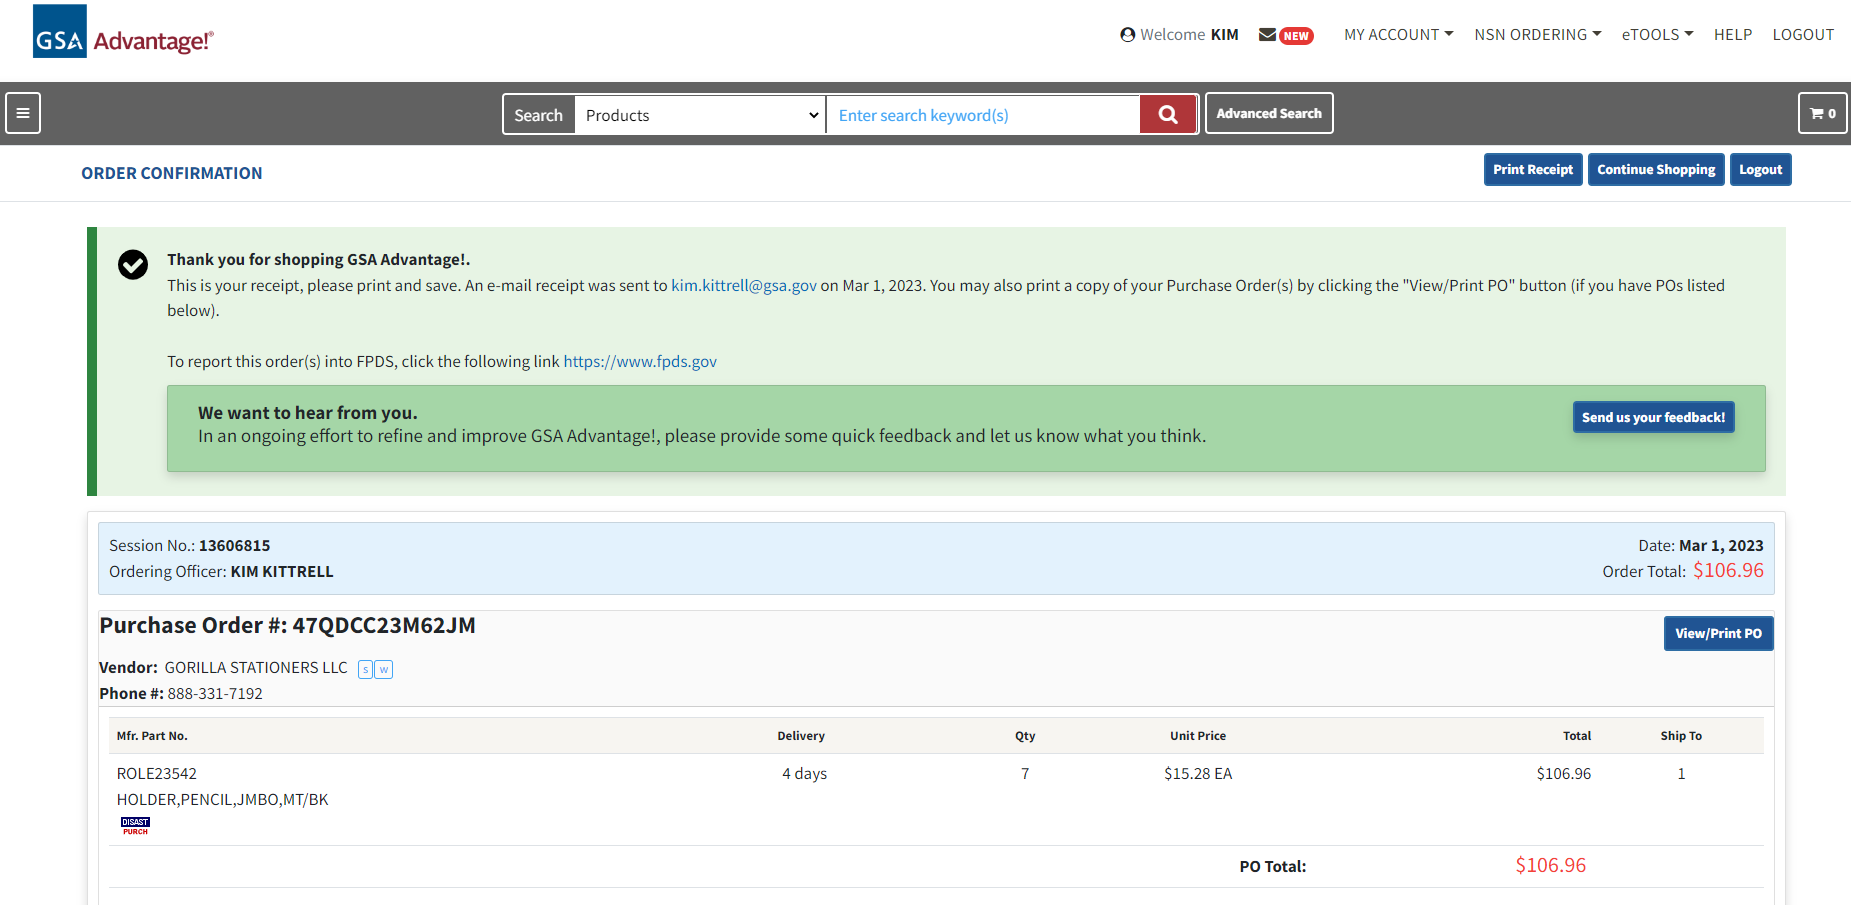 GSA Advantage!®
Welcome KIM NEW MY ACCOUNT NSN ORDERING eTOOLS HELP LOGOUT
Search Products Enter search keyword(s) Advanced Search 0
ORDER CONFIRMATION Print Receipt Continue Shopping Logout
Thank you for shopping GSA Advantage!.
This is your receipt, please print and save. An e-mail receipt was sent to kim.kittrell@gsa.gov on Mar 1, 2023. You may also print a copy of your Purchase Order(s) by clicking the "View/Print PO" button (if you have POs listed
below).
To report this order(s) into FPDS, click the following link https://www.fpds.gov
We want to hear from you.
In an ongoing effort to refine and improve GSA Advantage!, please provide some quick feedback and let us know what you think.
Send us your feedback!
Session No.: 13606815 Date: Mar 1, 2023
Ordering Officer: KIM KITTRELL Order Total: $106.96
Purchase Order #: 47QDCC23M62JM View/Print PO
Vendor: GORILLA STATIONERS LLC s w
Phone #: 888-331-7192
Mfr. Part No. Delivery Qty Unit Price Total Ship To
ROLE23542 4 days 7 $15.28 EA $106.96 1
HOLDER,PENCIL,JMBO,MT/BK
DISAST
PURCH
PO Total: $106.96